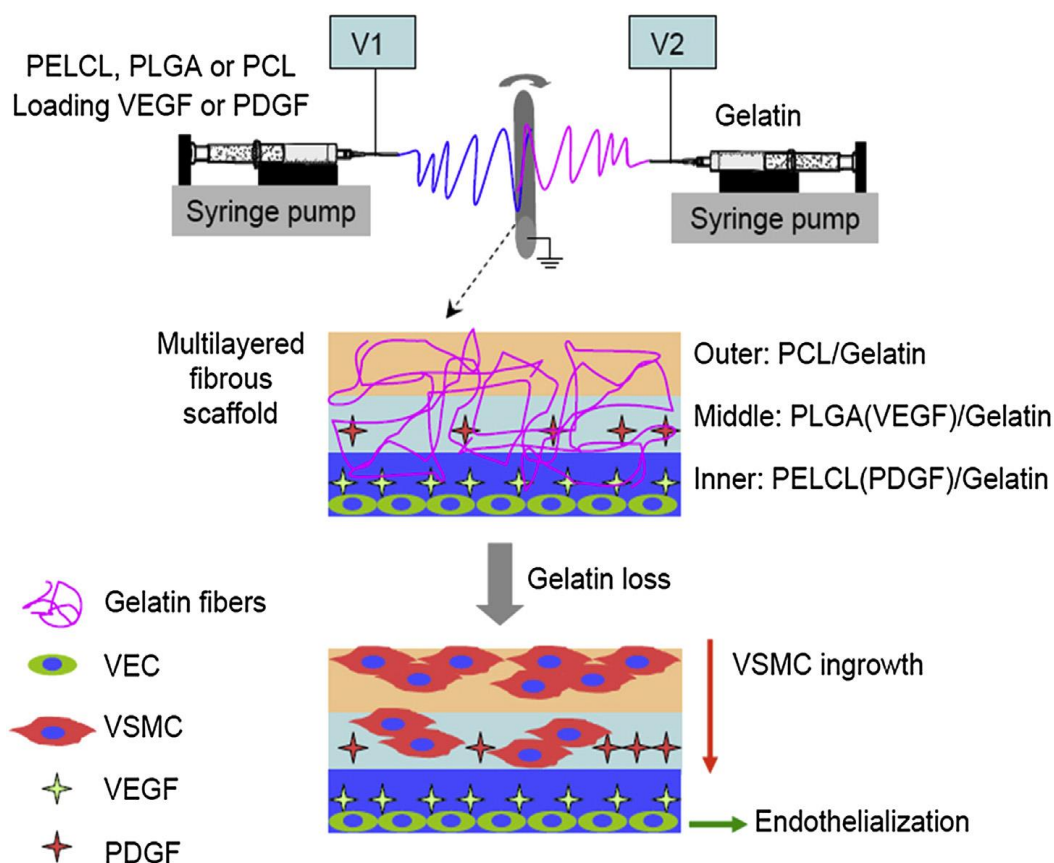 V1
V2
PELCL, PLGA or PCL
Loading VEGF or PDGF
Gelatin
Syringe pump
Syringe pump
Multilayered
fibrous
scaffold
Outer: PCL/Gelatin
Middle: PLGA(VEGF)/Gelatin
Inner: PELCL(PDGF)/Gelatin
Gelatin loss
Gelatin fibers
VEC
VSMC
VEGF
PDGF
VSMC ingrowth
Endothelialization